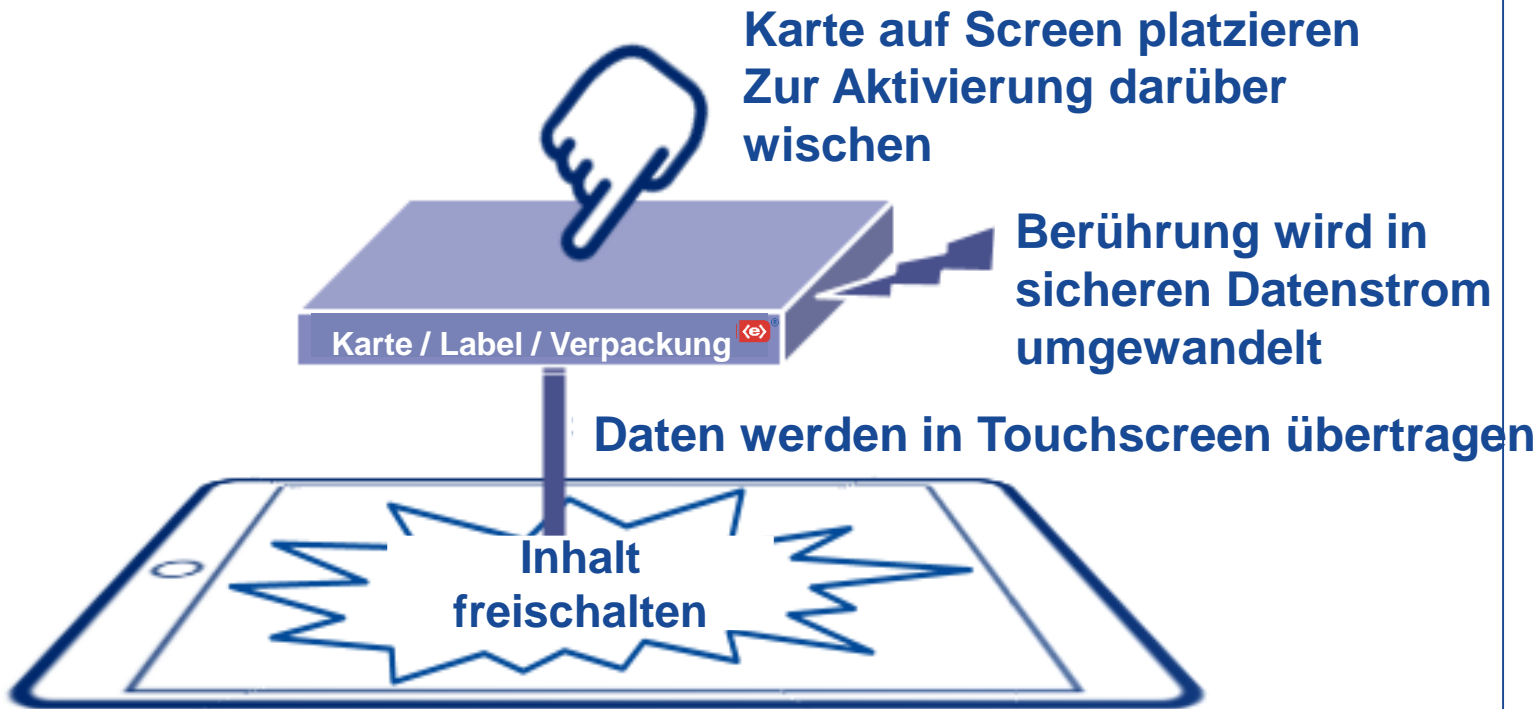 Karte auf Screen platzieren
Zur Aktivierung darüber
wischen
Berührung wird in
sicheren Datenstrom
umgewandelt
Karte / Label / Verpackung ⟨e⟩ ®
Daten werden in Touchscreen übertragen
Inhalt
freischalten